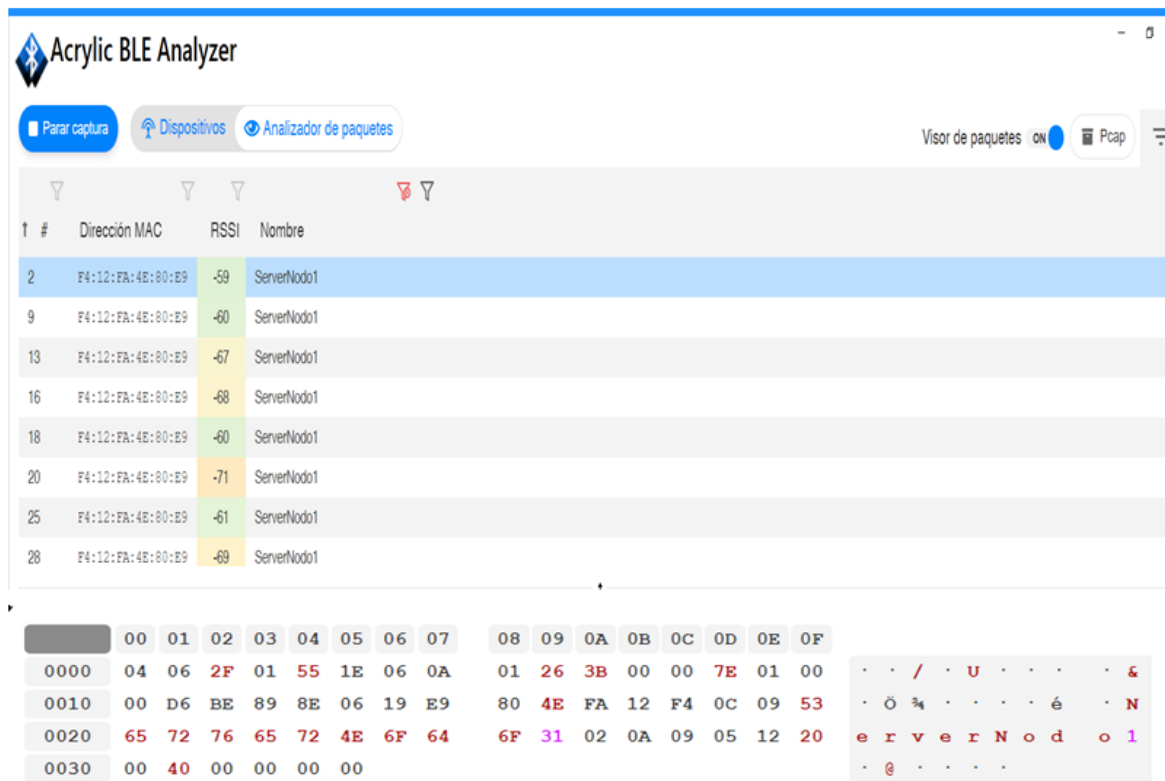 Acrylic BLE Analyzer
Parar captura Dispositivos Analizador de paquetes Visor de paquetes ON Pcap
↑ # Dirección MAC RSSI Nombre
2 F4:12:FA:4E:80:E9 -59 ServerNodo1
9 F4:12:FA:4E:80:E9 -60 ServerNodo1
13 F4:12:FA:4E:80:E9 -67 ServerNodo1
16 F4:12:FA:4E:80:E9 -68 ServerNodo1
18 F4:12:FA:4E:80:E9 -60 ServerNodo1
20 F4:12:FA:4E:80:E9 -71 ServerNodo1
25 F4:12:FA:4E:80:E9 -61 ServerNodo1
28 F4:12:FA:4E:80:E9 -69 ServerNodo1
00 01 02 03 04 05 06 07 08 09 0A 0B 0C 0D 0E 0F
0000 04 06 2F 01 55 1E 06 0A 01 26 3B 00 00 7E 01 00 · · / · U · · · · &
0010 00 D6 BE 89 8E 06 19 E9 80 4E FA 12 F4 0C 09 53 · Ö ¾ · · · · é · N
0020 65 72 76 65 72 4E 6F 64 6F 31 02 0A 09 05 12 20 e r v e r N o d o 1
0030 00 40 00 00 00 00 · @ · · · ·